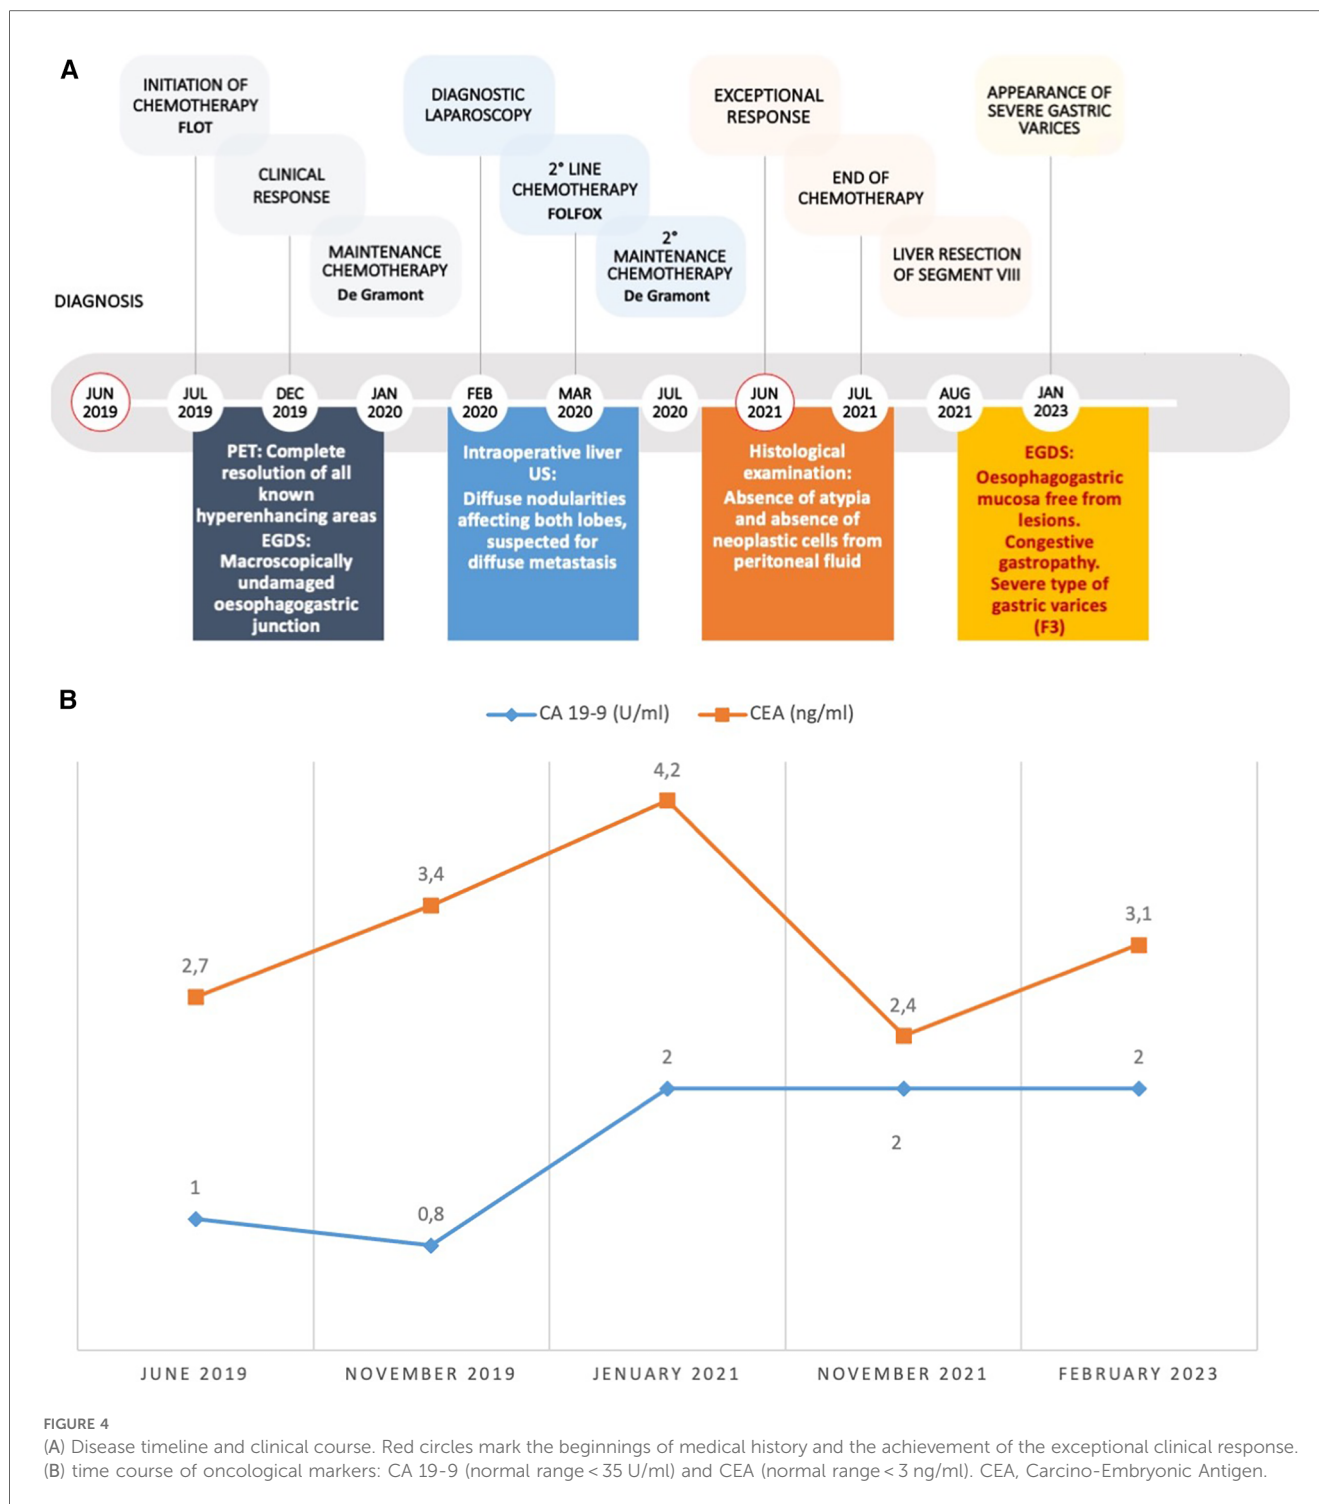 A
INITIATION OF
CHEMOTHERAPY
FLOT
CLINICAL
RESPONSE
MAINTENANCE
CHEMOTHERAPY
De Gramont
DIAGNOSTIC
LAPAROSCOPY
2° LINE
CHEMOTHERAPY
FOLFOX
2°
MAINTENANCE
CHEMOTHERAPY
De Gramont
EXCEPTIONAL
RESPONSE
END OF
CHEMOTHERAPY
LIVER RESECTION
OF SEGMENT VIII
APPEARANCE OF
SEVERE GASTRIC
VARICES
DIAGNOSIS
JUN
2019
JUL
2019
DEC
2019
JAN
2020
FEB
2020
MAR
2020
JUL
2020
JUN
2021
JUL
2021
AUG
2021
JAN
2023
PET: Complete
resolution of all
known
hyperenhancing areas
EGDS:
Macroscopically
undamaged
oesophagogastric
junction
Intraoperative liver
US:
Diffuse nodularities
affecting both lobes,
suspected for
diffuse metastasis
Histological
examination:
Absence of atypia
and absence of
neoplastic cells from
peritoneal fluid
EGDS:
Oesophagogastric
mucosa free from
lesions.
Congestive
gastropathy.
Severe type of
gastric varices
(F3)
B
CA 19-9 (U/ml) CEA (ng/ml)
4,2
3,4
3,1
2,7
2,4
2
2
2
1
0,8
JUNE 2019 NOVEMBER 2019 JENUARY 2021 NOVEMBER 2021 FEBRUARY 2023
FIGURE 4
(A) Disease timeline and clinical course. Red circles mark the beginnings of medical history and the achievement of the exceptional clinical response.
(B) time course of oncological markers: CA 19-9 (normal range < 35 U/ml) and CEA (normal range < 3 ng/ml). CEA, Carcino-Embryonic Antigen.